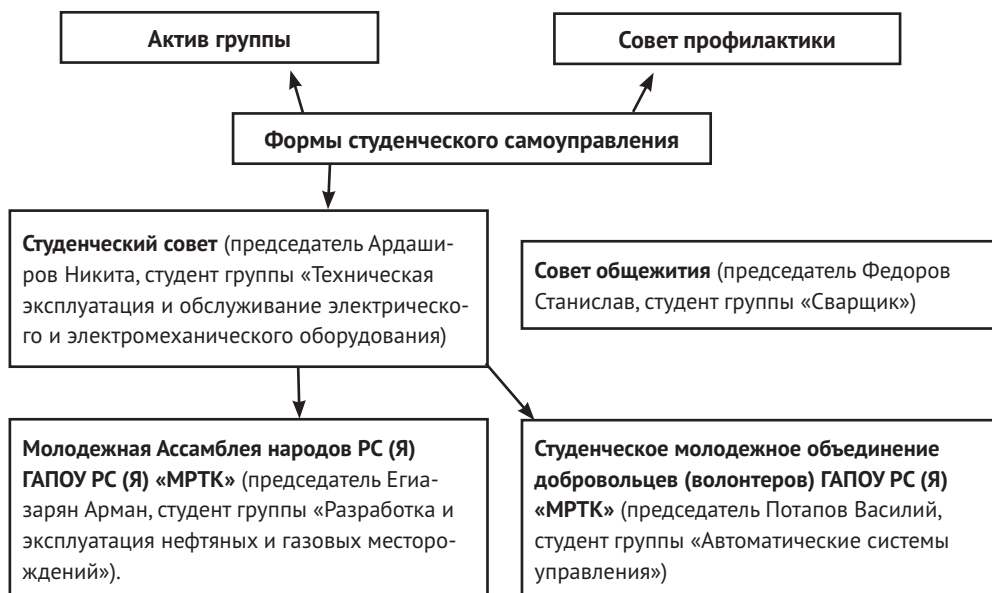 Актив группы
Совет профилактики
Формы студенческого самоуправления
Студенческий совет (председатель Ардаши-
ров Никита, студент группы «Техническая
эксплуатация и обслуживание электрическо-
го и электромеханического оборудования)
Совет общежития (председатель Федоров
Станислав, студент группы «Сварщик»)
Молодежная Ассамблея народов РС (Я)
ГАПОУ РС (Я) «МРТК» (председатель Егиа-
зарян Арман, студент группы «Разработка и
эксплуатация нефтяных и газовых месторо-
ждений»).
Студенческое молодежное объединение
добровольцев (волонтеров) ГАПОУ РС (Я)
«МРТК» (председатель Потапов Василий,
студент группы «Автоматические системы
управления»)